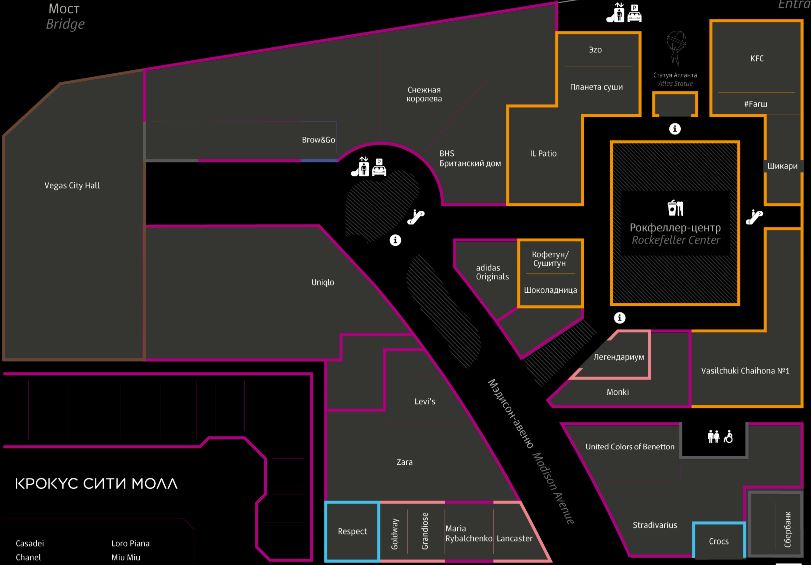 Мост
Bridge
Entra
Эzo
KFC
Статуя Атланта
Atlas Statue
Планета суши
Снежная
королева
#Farш
Brow&Go
BHS
Британский дом
IL Patio
Шикари
Vegas City Hall
Рокфеллер-центр
Rockefeller Center
Кофетун/
Сушитун
adidas
Originals
Uniqlo
Шоколадница
Легендариум
Vasilchuki Chaihona №1
Monki
Levi's
Мэдисон-авеню Madison Avenue
United Colors of Benetton
Zara
КРОКУС СИТИ МОЛЛ
Respect
Goldway
Grandiose
Maria
Rybalchenko
Lancaster
Stradivarius
Crocs
Сбербанк
Casadei
Loro Piana
Chanel
Miu Miu